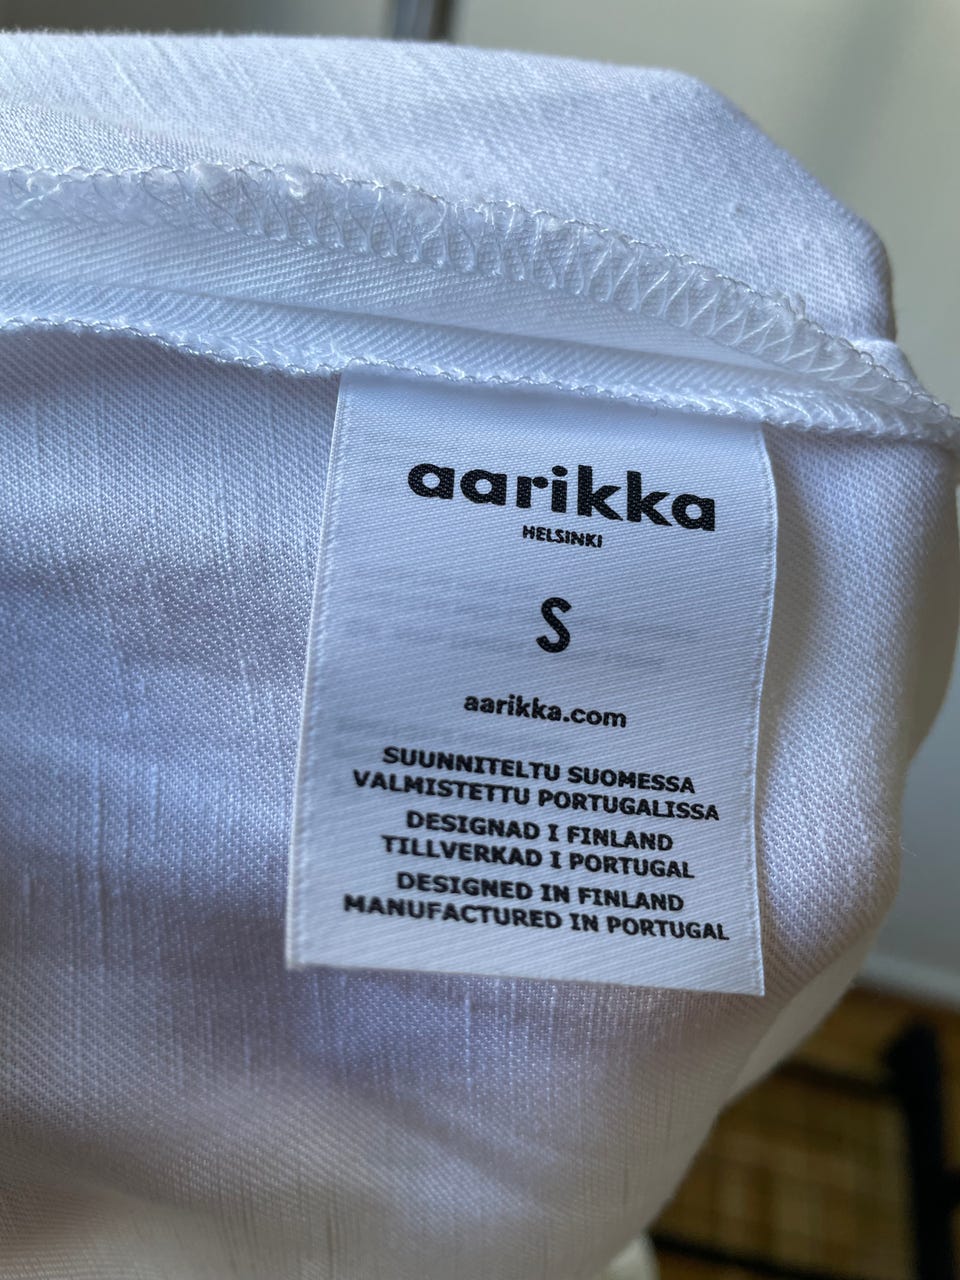 aarikka
HELSINKI
S
aarikka.com
SUUNNITELTU SUOMESSA
VALMISTETTU PORTUGALISSA
DESIGNAD I FINLAND
TILLVERKAD I PORTUGAL
DESIGNED IN FINLAND
MANUFACTURED IN PORTUGAL